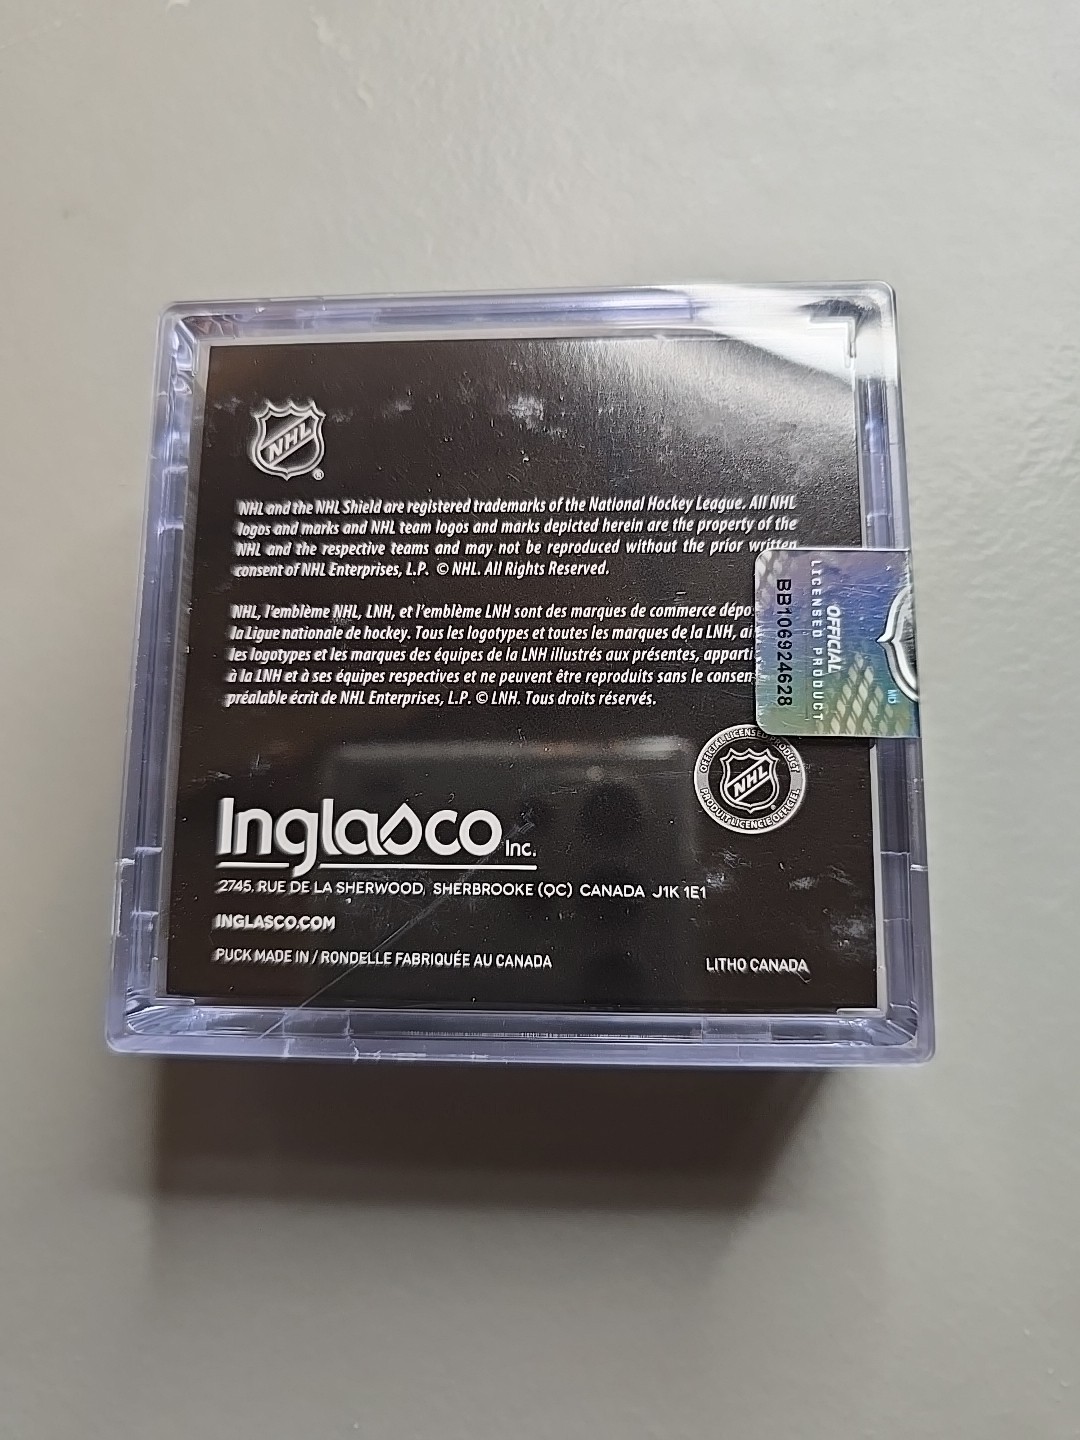 NHL
®
NHL and the NHL Shield are registered trademarks of the National Hockey League. All NHL
logos and marks and NHL team logos and marks depicted herein are the property of the
NHL and the respective teams and may not be reproduced without the prior written
consent of NHL Enterprises, L.P. © NHL. All Rights Reserved.
NHL, l'emblème NHL, LNH, et l'emblème LNH sont des marques de commerce dépo
la Ligue nationale de hockey. Tous les logotypes et toutes les marques de la LNH, ai
les logotypes et les marques des équipes de la LNH illustrés aux présentes, apparti
à la LNH et à ses équipes respectives et ne peuvent être reproduits sans le consen
préalable écrit de NHL Enterprises, L.P. © LNH. Tous droits réservés.
OFFICIAL
LICENSED PRODUCT
BB106924628
MD
OFFICIAL LICENSED PRODUCT
NHL
PRODUIT LICENCIÉ OFFICIEL
Inglasco Inc.
2745, RUE DE LA SHERWOOD, SHERBROOKE (QC) CANADA J1K 1E1
INGLASCO.COM
PUCK MADE IN / RONDELLE FABRIQUÉE AU CANADA
LITHO CANADA